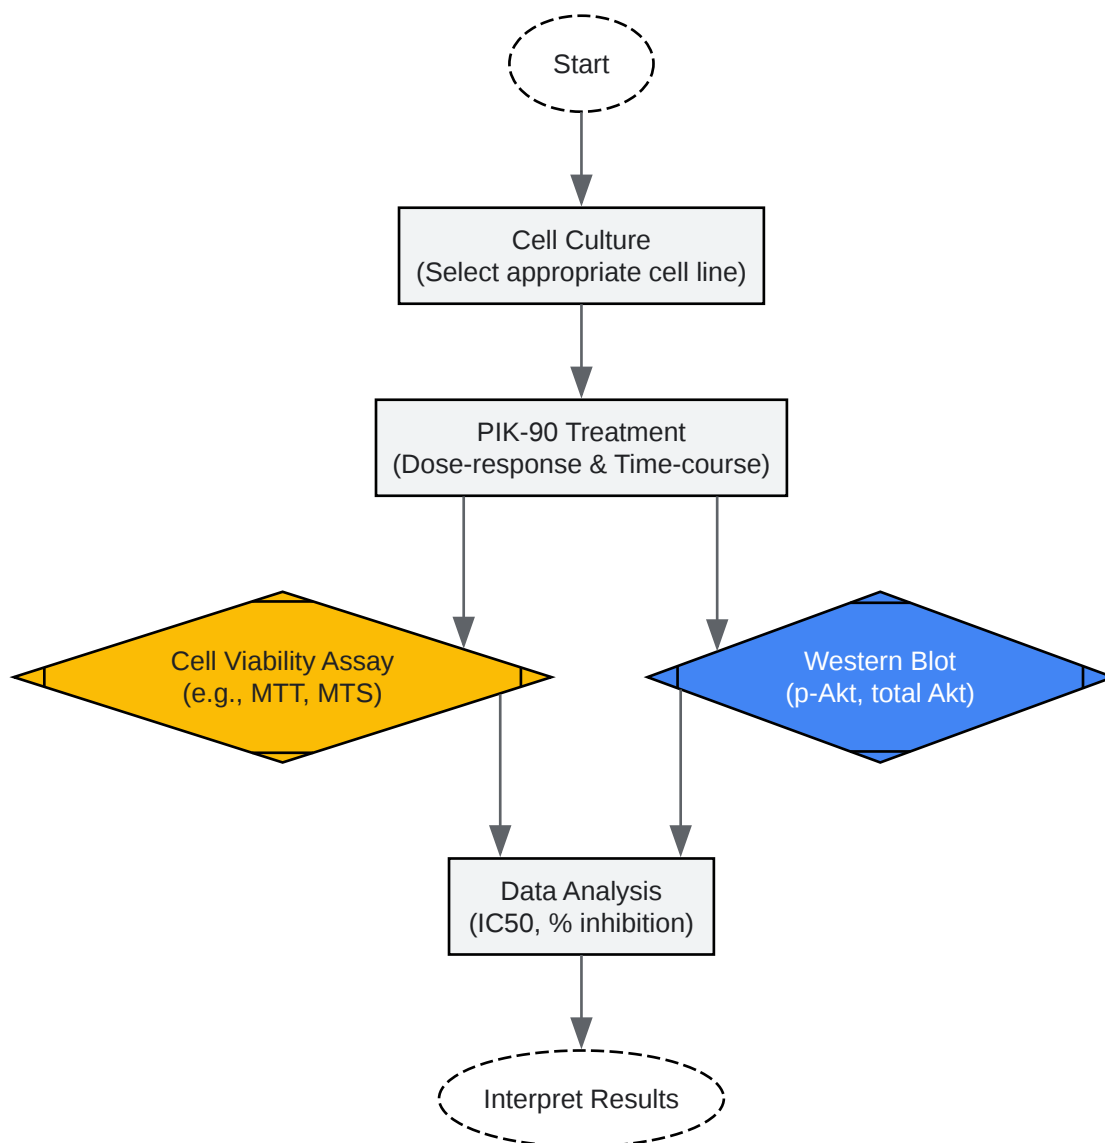 Start
Cell Culture
(Select appropriate cell line)
PIK-90 Treatment
(Dose-response & Time-course)
Cell Viability Assay
(e.g., MTT, MTS)
Western Blot
(p-Akt, total Akt)
Data Analysis
(IC50, % inhibition)
Interpret Results